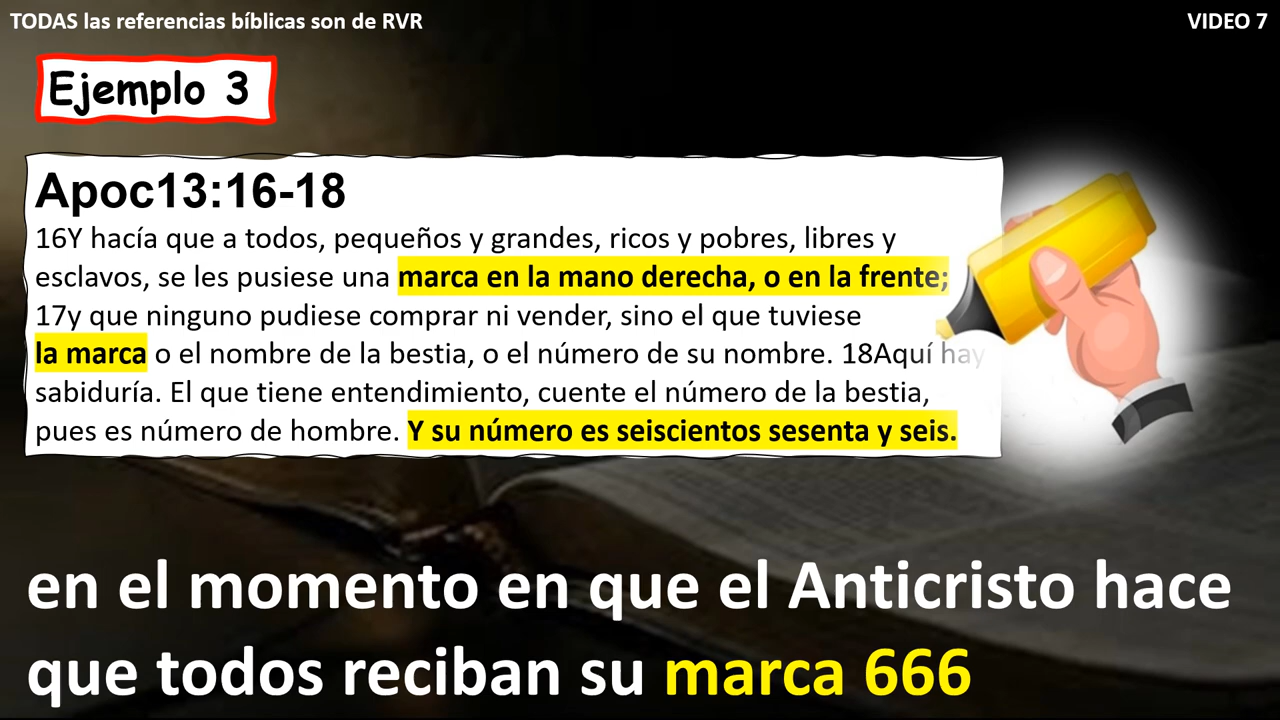 TODAS las referencias bíblicas son de RVR
VIDEO 7
Ejemplo 3
Apoc13:16-18
16Y hacía que a todos, pequeños y grandes, ricos y pobres, libres y
esclavos, se les pusiese una marca en la mano derecha, o en la frente;
17y que ninguno pudiese comprar ni vender, sino el que tuviese
la marca o el nombre de la bestia, o el número de su nombre. 18Aquí hay
sabiduría. El que tiene entendimiento, cuente el número de la bestia,
pues es número de hombre. Y su número es seiscientos sesenta y seis.
en el momento en que el Anticristo hace
que todos reciban su marca 666